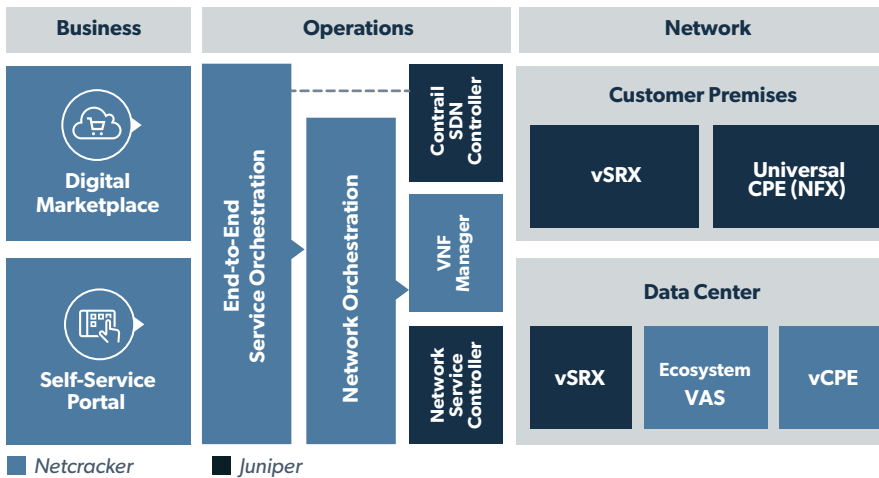 Business
Operations
Network
Digital
Marketplace
Self-Service
Portal
End-to-End
Service Orchestration
Network Orchestration
Contrail
SDN
Controller
VNF
Manager
Network
Service
Controller
Customer Premises
vSRX
Universal
CPE (NFX)
Data Center
vSRX
Ecosystem
VAS
vCPE
Netcracker
Juniper